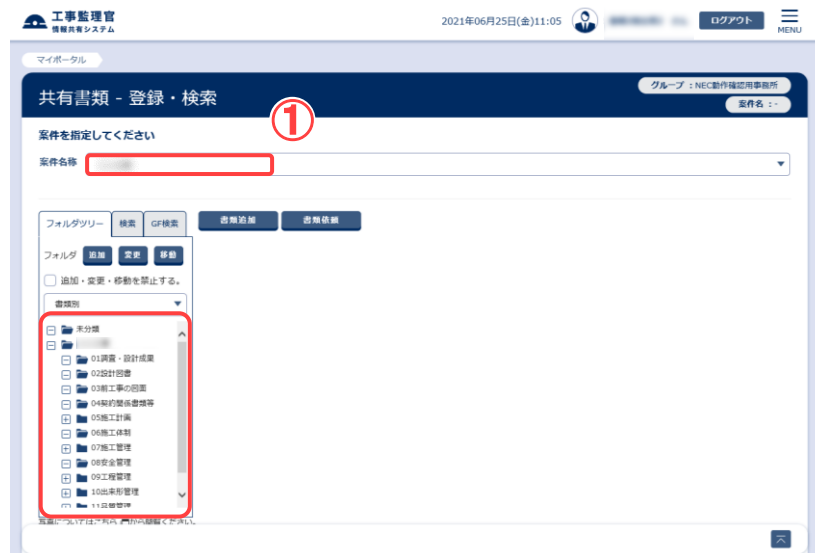 工事監理官
情報共有システム
2021年06月25日(金)11:05
ログアウト
MENU
マイポータル
共有書類 - 登録・検索
グループ ：NEC動作確認用事務所
案件名 ：-
①
案件を指定してください
案件名称
フォルダツリー 検索 GF検索 書類追加 書類依頼
フォルダ 追加 変更 移動
追加・変更・移動を禁止する。
書類別
未分類
01調査・設計成果
02設計図書
03前工事の図面
04契約関係書類等
05施工計画
06施工体制
07施工管理
08安全管理
09工程管理
10出来形管理
11品質管理